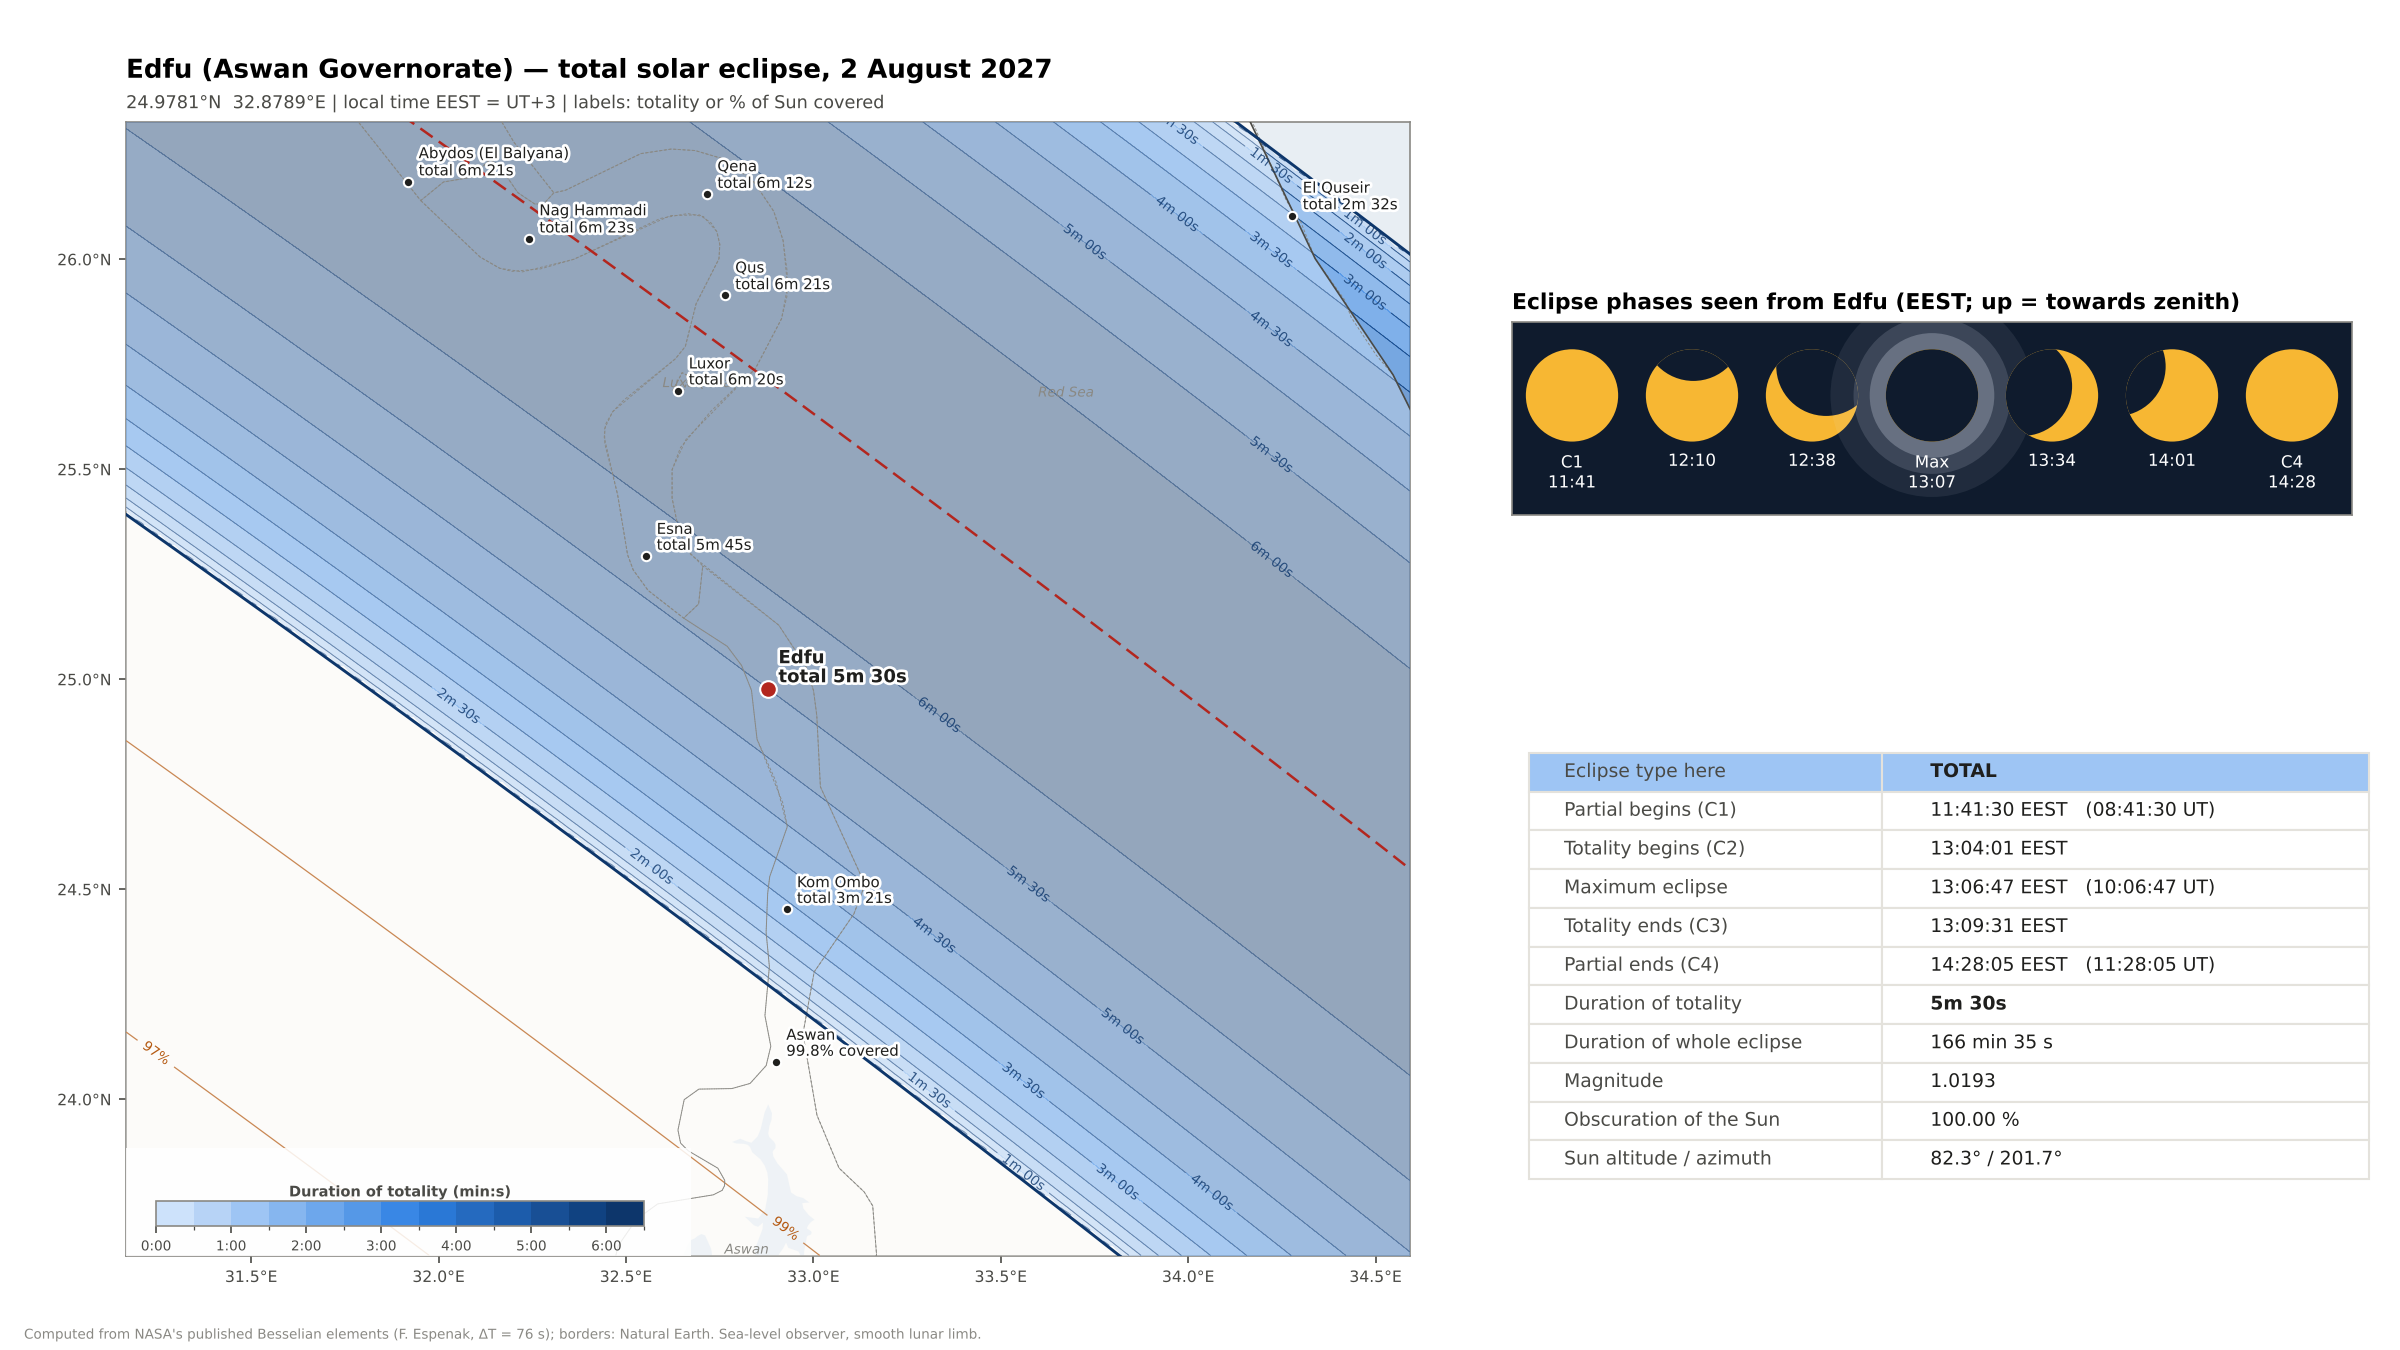 Edfu (Aswan Governorate) — total solar eclipse, 2 August 2027
24.9781°N  32.8789°E | local time EEST = UT+3 | labels: totality or % of Sun covered
Abydos (El Balyana)
total 6m 21s
Nag Hammadi
total 6m 23s
Qena
total 6m 12s
Qus
total 6m 21s
Luxor
total 6m 20s
El Quseir
total 2m 32s
Red Sea
Esna
total 5m 45s
Edfu
total 5m 30s
Kom Ombo
total 3m 21s
Aswan
99.8% covered
Aswan
1m 30s
1m 00s
2m 00s
3m 00s
4m 00s
3m 30s
5m 00s
4m 30s
5m 30s
6m 00s
2m 30s
6m 00s
2m 00s
5m 30s
4m 30s
5m 00s
1m 30s
3m 30s
1m 00s
3m 00s
4m 00s
97%
99%
26.0°N
25.5°N
25.0°N
24.5°N
24.0°N
Duration of totality (min:s)
0:00 1:00 2:00 3:00 4:00 5:00 6:00
31.5°E 32.0°E 32.5°E 33.0°E 33.5°E 34.0°E 34.5°E
Eclipse phases seen from Edfu (EEST; up = towards zenith)
C1
11:41
12:10
12:38
Max
13:07
13:34
14:01
C4
14:28
Eclipse type here TOTAL
Partial begins (C1) 11:41:30 EEST (08:41:30 UT)
Totality begins (C2) 13:04:01 EEST
Maximum eclipse 13:06:47 EEST (10:06:47 UT)
Totality ends (C3) 13:09:31 EEST
Partial ends (C4) 14:28:05 EEST (11:28:05 UT)
Duration of totality 5m 30s
Duration of whole eclipse 166 min 35 s
Magnitude 1.0193
Obscuration of the Sun 100.00 %
Sun altitude / azimuth 82.3° / 201.7°
Computed from NASA's published Besselian elements (F. Espenak, ΔT = 76 s); borders: Natural Earth. Sea-level observer, smooth lunar limb.